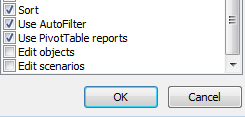 Sort
Use AutoFilter
Use PivotTable reports
Edit objects
Edit scenarios
OK Cancel